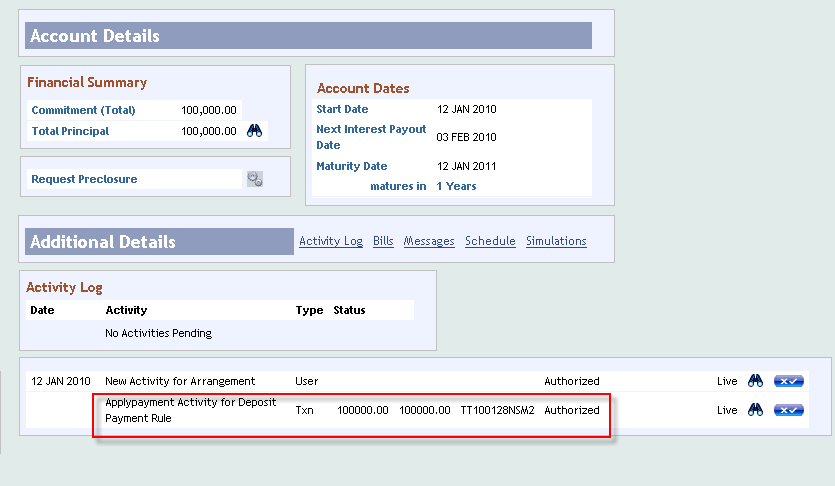 Account Details
Financial Summary
Commitment (Total) 100,000.00
Total Principal 100,000.00
Request Preclosure
Account Dates
Start Date 12 JAN 2010
Next Interest Payout
Date 03 FEB 2010
Maturity Date 12 JAN 2011
matures in 1 Years
Additional Details Activity Log Bills Messages Schedule Simulations
Activity Log
Date Activity Type Status
No Activities Pending
12 JAN 2010 New Activity for Arrangement User Authorized Live
Applypayment Activity for Deposit
Payment Rule Txn 100000.00 100000.00 TT100128NSM2 Authorized Live